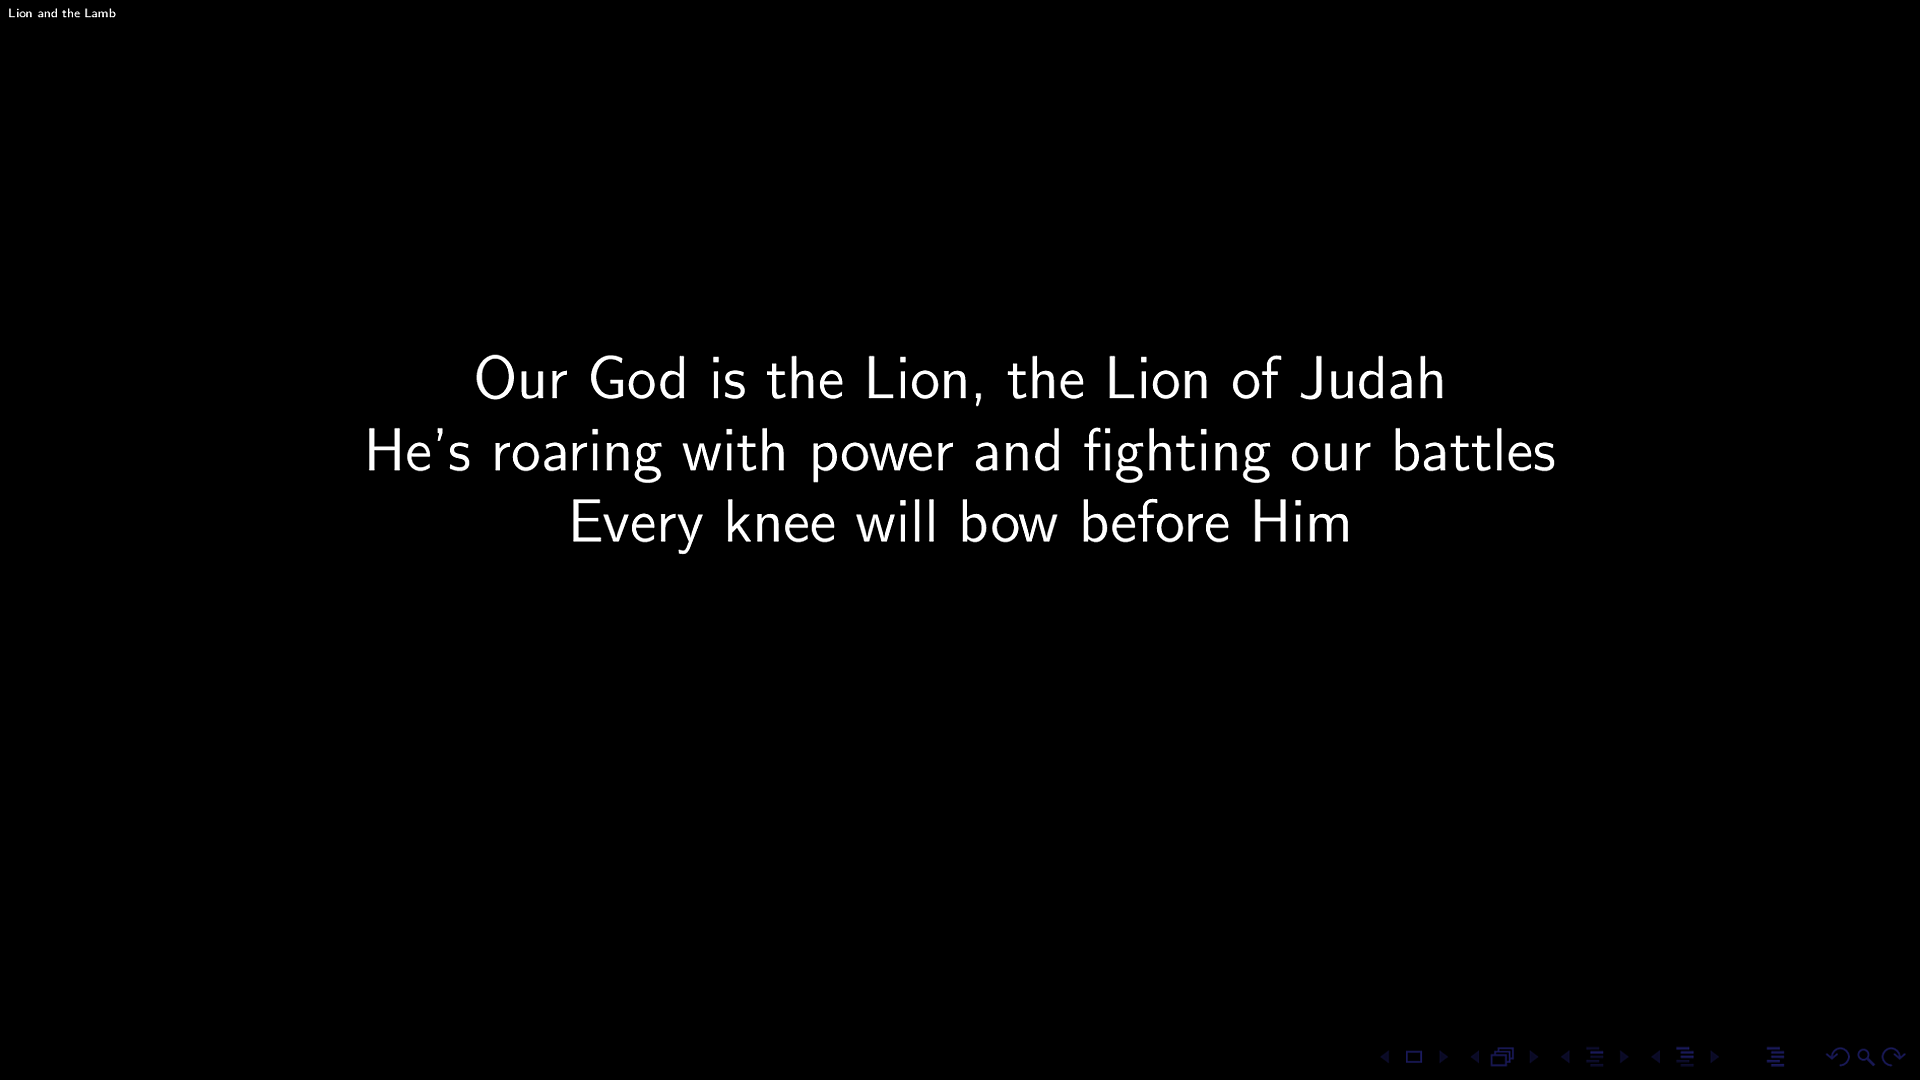 Lion and the Lamb
Our God is the Lion, the Lion of Judah
He's roaring with power and fighting our battles
Every knee will bow before Him